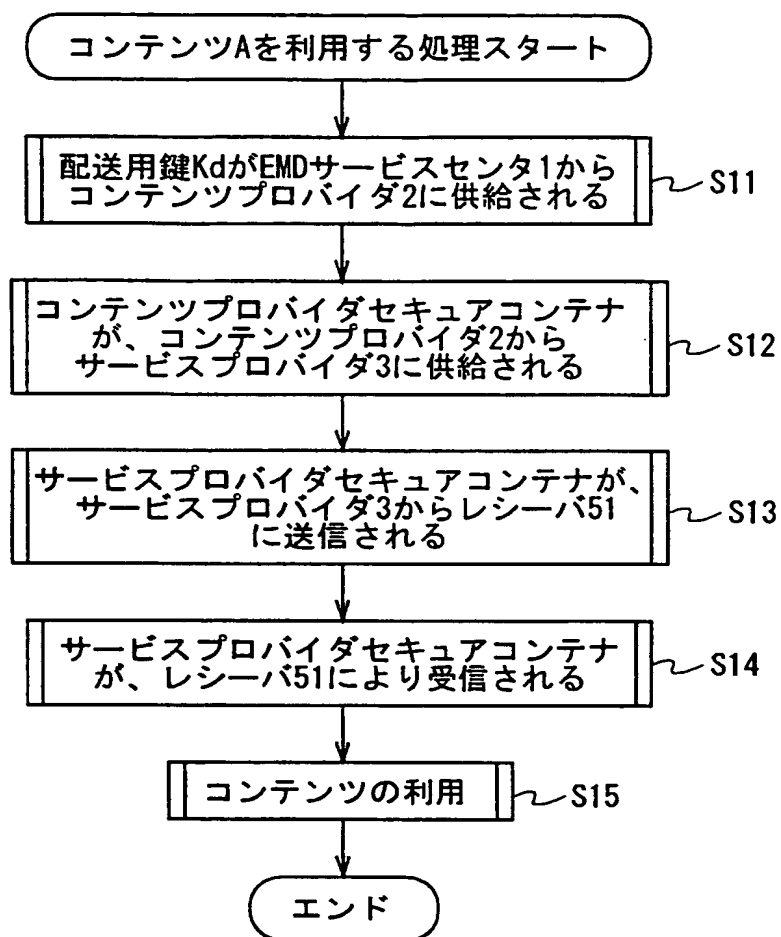 コンテンツAを利用する処理スタート
配送用鍵KdがEMDサービスセンタ1から
コンテンツプロバイダ2に供給される
S11
コンテンツプロバイダセキュアコンテナ
が、コンテンツプロバイダ2から
サービスプロバイダ3に供給される
S12
サービスプロバイダセキュアコンテナが、
サービスプロバイダ3からレシーバ51
に送信される
S13
サービスプロバイダセキュアコンテナ
が、レシーバ51により受信される
S14
コンテンツの利用
S15
エンド